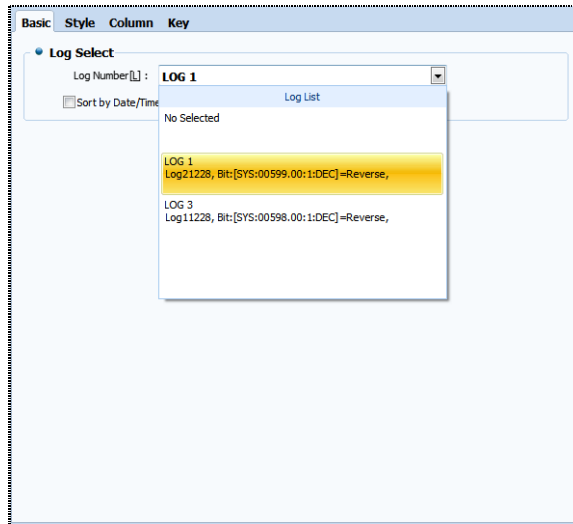 Basic Style Column Key
Log Select
Log Number[L] : LOG 1
Sort by Date/Time
Log List
No Selected
LOG 1
Log21228, Bit:[SYS:00599.00:1:DEC]=Reverse,
LOG 3
Log11228, Bit:[SYS:00598.00:1:DEC]=Reverse,